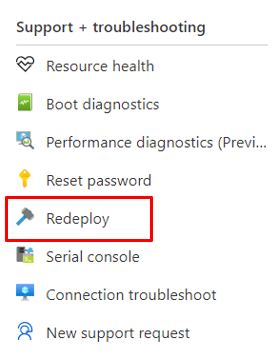 Support + troubleshooting
Resource health
Boot diagnostics
Performance diagnostics (Previ...
Reset password
Redeploy
Serial console
Connection troubleshoot
New support request